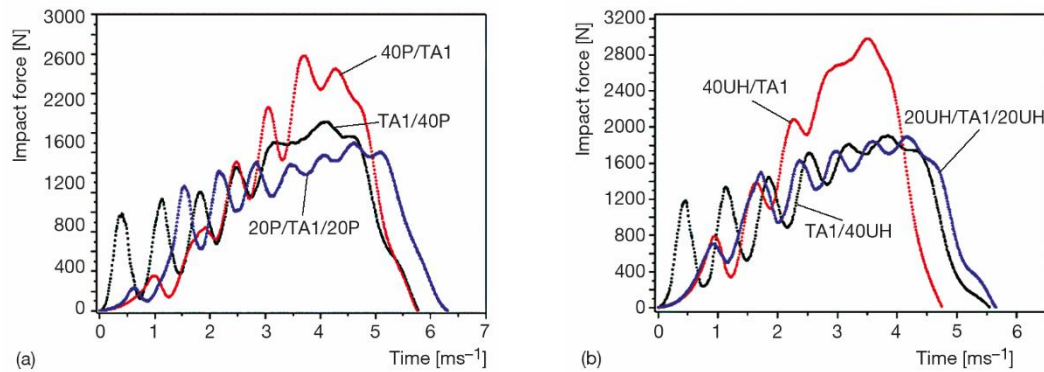 3000
2600
2200
1600
1200
800
400
0
Impact force [N]
40P/TA1
TA1/40P
20P/TA1/20P
0 1 2 3 4 5 6 7
(a)
Time [ms⁻¹]
3200
2800
2400
2000
1600
1200
800
400
0
Impact force [N]
40UH/TA1
20UH/TA1/20UH
TA1/40UH
0 1 2 3 4 5 6
(b)
Time [ms⁻¹]